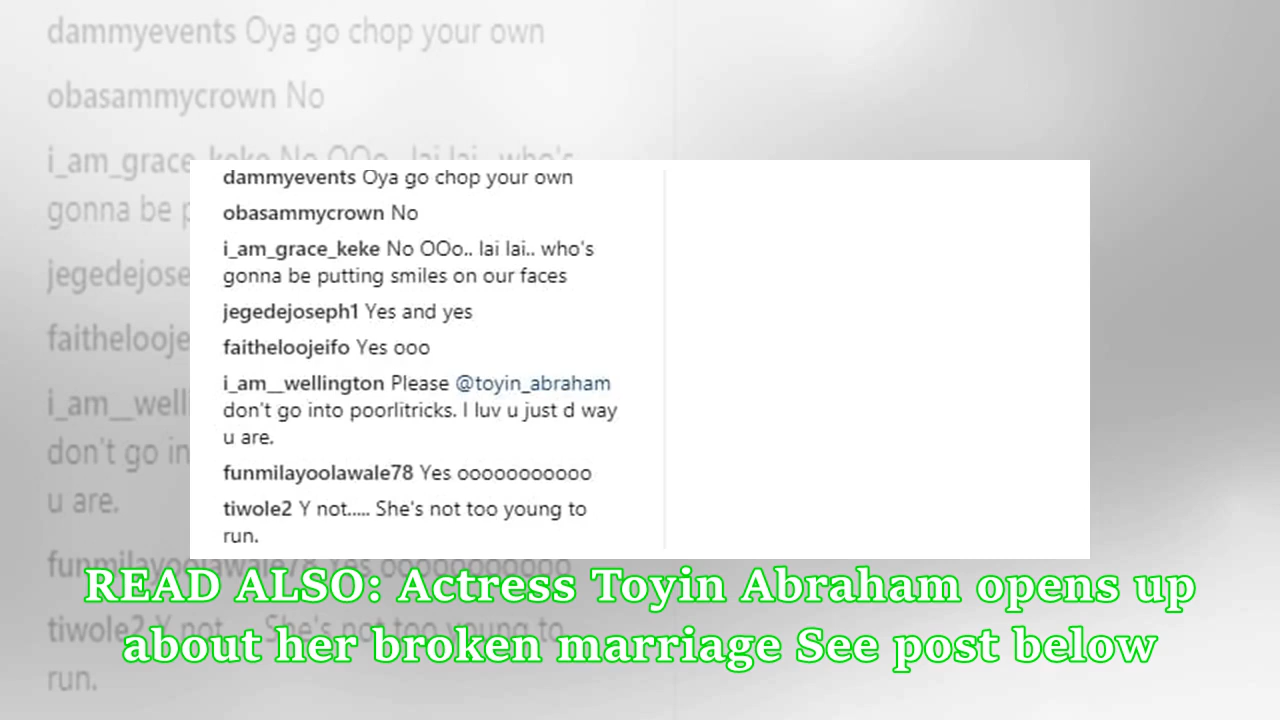 dammyevents Oya go chop your own
obasammycrown No
i_am_grace_keke No OOo.. lai lai.. who's
gonna be putting smiles on our faces
jegedejoseph1 Yes and yes
faitheloojeifo Yes ooo
i_am__wellington Please @toyin_abraham
don't go into poorlitricks. I luv u just d way
u are.
funmilayoolawale78 Yes ooooooooooo
tiwole2 Y not..... She's not too young to
run.
READ ALSO: Actress Toyin Abraham opens up
about her broken marriage See post below